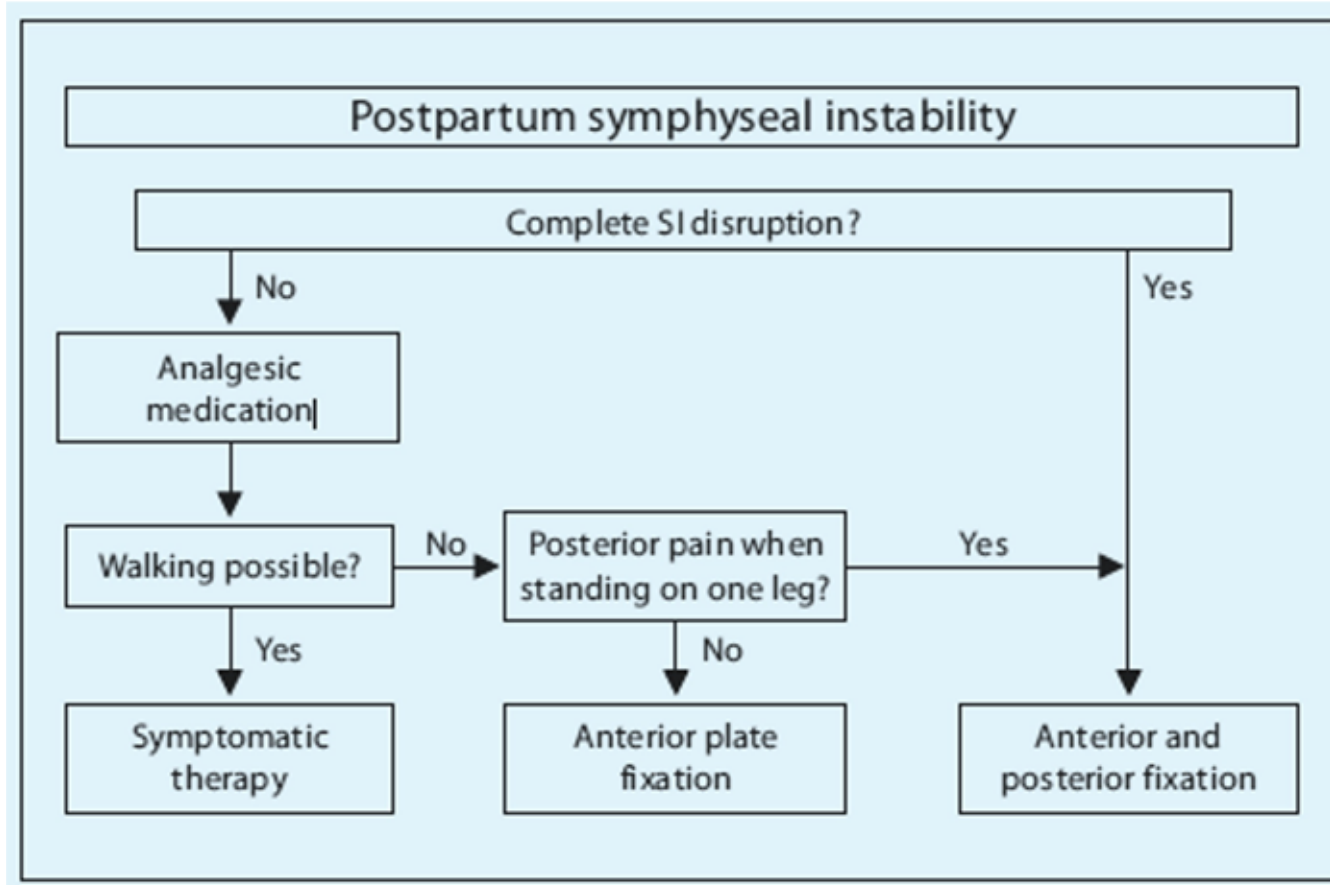 Postpartum symphyseal instability
Complete SI disruption?
No
Yes
Analgesic
medication
Walking possible?
No
Posterior pain when
standing on one leg?
Yes
Yes
No
Symptomatic
therapy
Anterior plate
fixation
Anterior and
posterior fixation